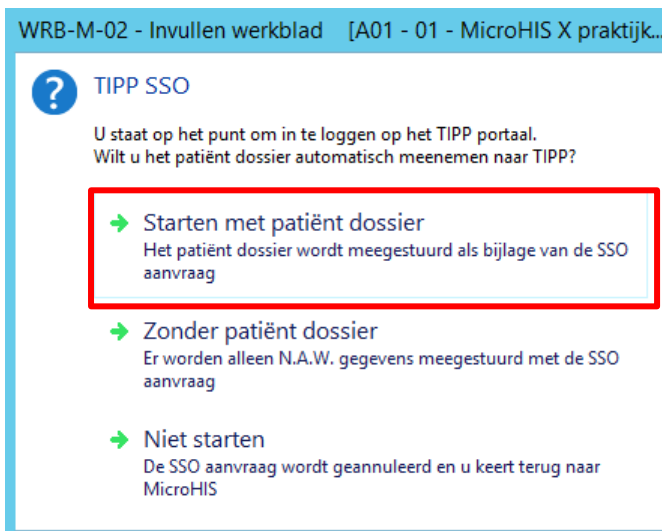 WRB-M-02 - Invullen werkblad [A01 - 01 - MicroHIS X praktijk...
TIPP SSO
U staat op het punt om in te loggen op het TIPP portaal.
Wilt u het patiënt dossier automatisch meenemen naar TIPP?
Starten met patiënt dossier
Het patiënt dossier wordt meegestuurd als bijlage van de SSO
aanvraag
Zonder patiënt dossier
Er worden alleen N.A.W. gegevens meegestuurd met de SSO
aanvraag
Niet starten
De SSO aanvraag wordt geannuleerd en u keert terug naar
MicroHIS